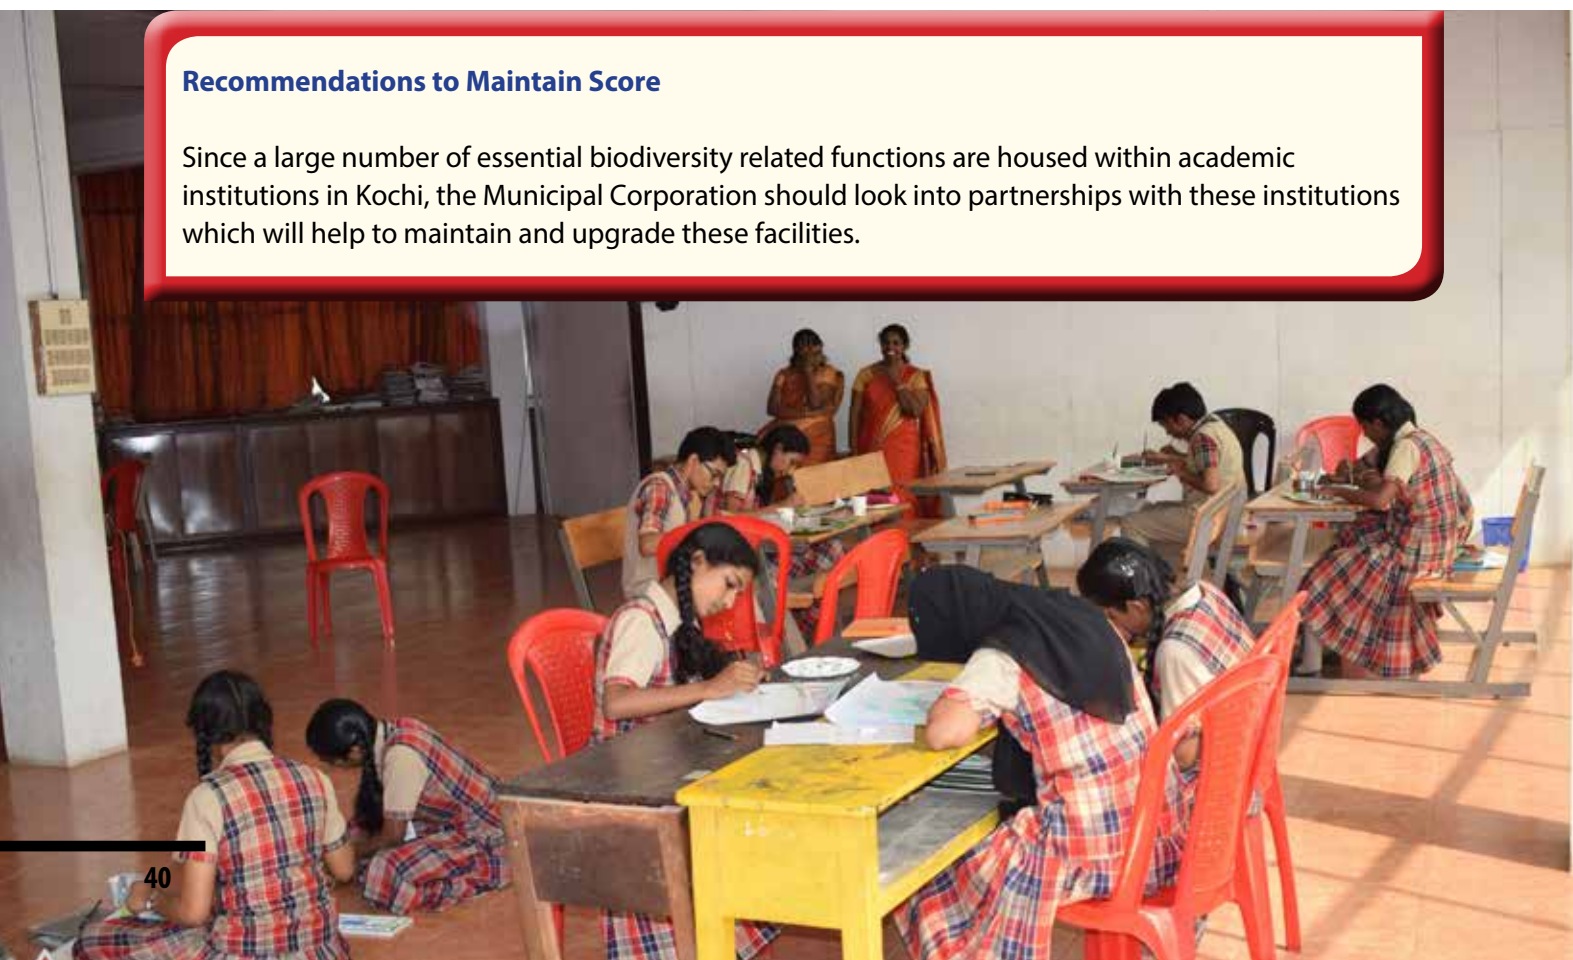 Recommendations to Maintain Score
Since a large number of essential biodiversity related functions are housed within academic
institutions in Kochi, the Municipal Corporation should look into partnerships with these institutions
which will help to maintain and upgrade these facilities.
40